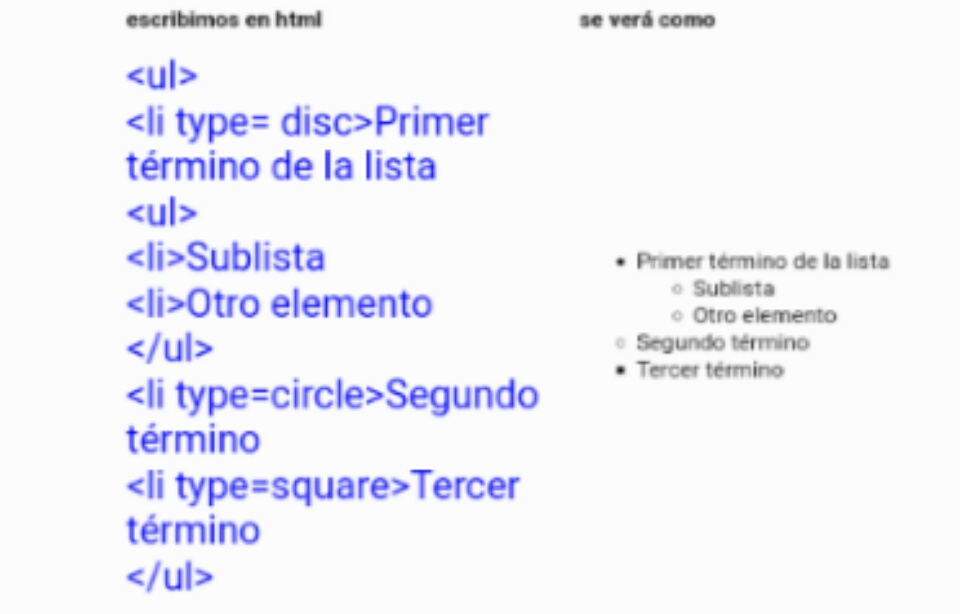 escribimos en html
se verá como
<ul>
<li type= disc>Primer
término de la lista
<ul>
<li>Sublista
<li>Otro elemento
</ul>
<li type=circle>Segundo
término
<li type=square>Tercer
término
</ul>
• Primer término de la lista
○ Sublista
○ Otro elemento
○ Segundo término
▪ Tercer término